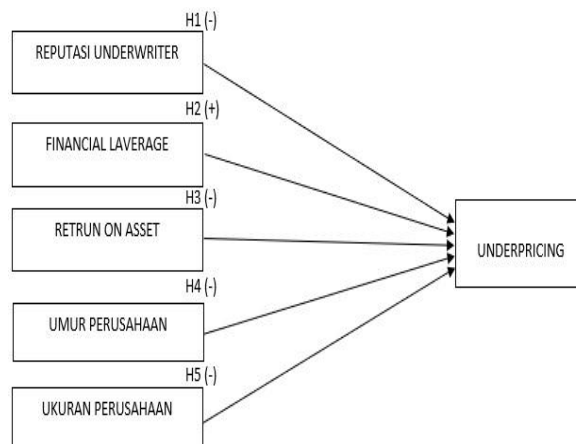 H1 (-)
REPUTASI UNDERWRITER
H2 (+)
FINANCIAL LAVERAGE
H3 (-)
RETRUN ON ASSET
UNDERPRICING
H4 (-)
UMUR PERUSAHAAN
H5 (-)
UKURAN PERUSAHAAN